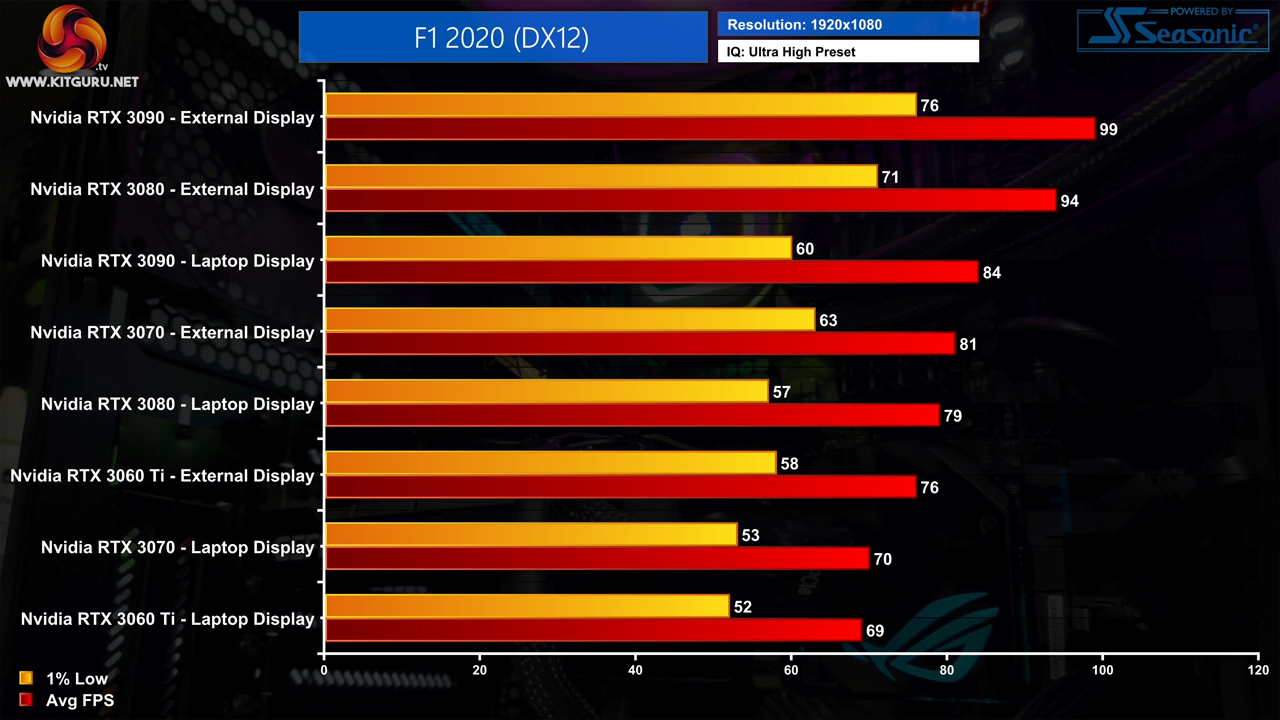 .tv
WWW.KITGURU.NET
F1 2020 (DX12)
Resolution: 1920x1080
IQ: Ultra High Preset
POWERED BY
Seasonic
Nvidia RTX 3090 - External Display
76
99
Nvidia RTX 3080 - External Display
71
94
Nvidia RTX 3090 - Laptop Display
60
84
Nvidia RTX 3070 - External Display
63
81
Nvidia RTX 3080 - Laptop Display
57
79
Nvidia RTX 3060 Ti - External Display
58
76
Nvidia RTX 3070 - Laptop Display
53
70
Nvidia RTX 3060 Ti - Laptop Display
52
69
0 20 40 60 80 100 120
1% Low
Avg FPS